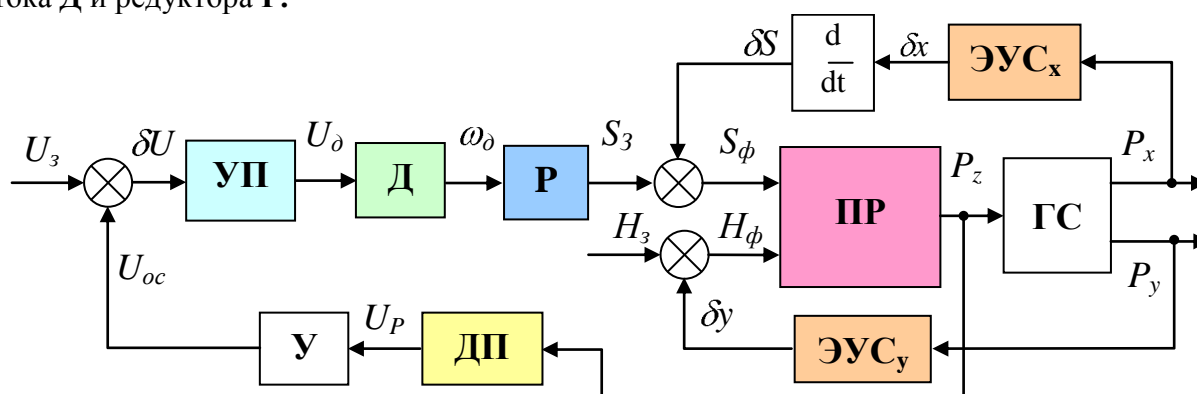 тока Д и редуктора Р.
δS
d
dt
δx
ЭУСx
Uз
δU
УП
Uд
Д
ωд
Р
SЗ
Sф
ПР
Pz
ГС
Px
Hз
Hф
Py
Uос
У
UР
ДП
δy
ЭУСy